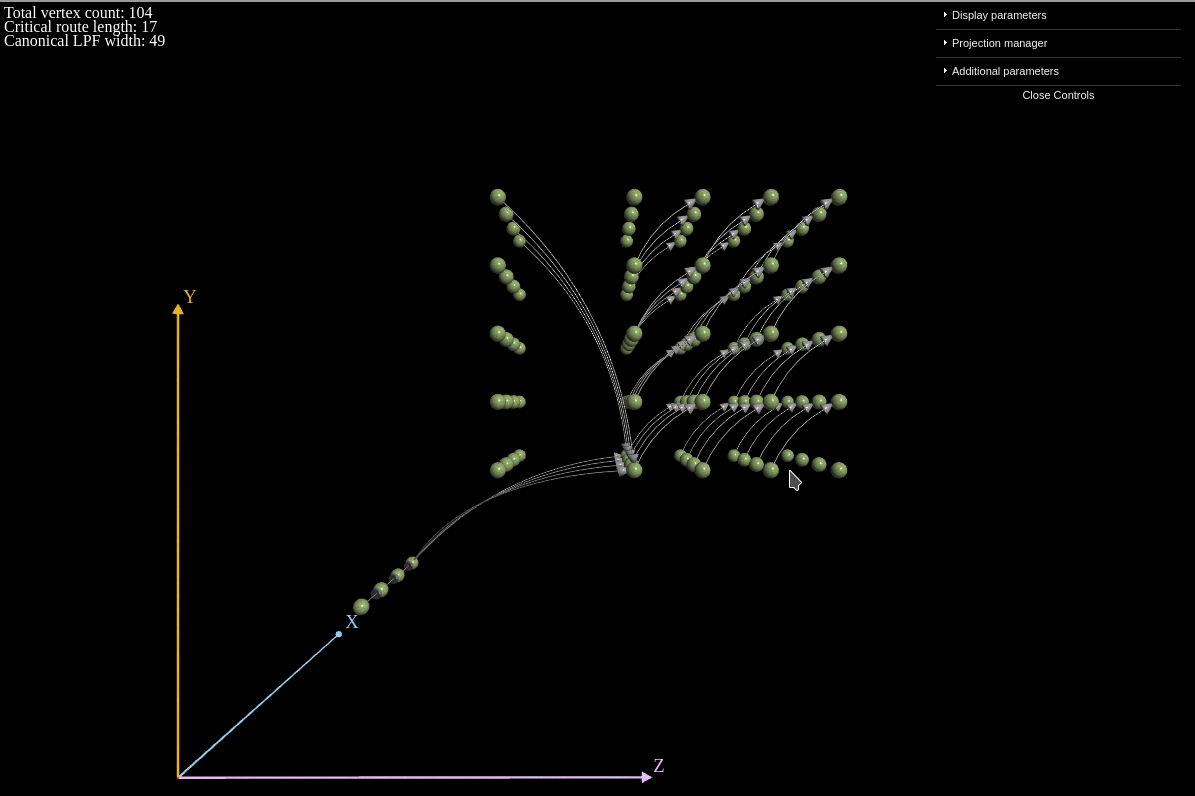 Total vertex count: 104
Critical route length: 17
Canonical LPF width: 49
Display parameters
Projection manager
Additional parameters
Close Controls
Y
X
Z